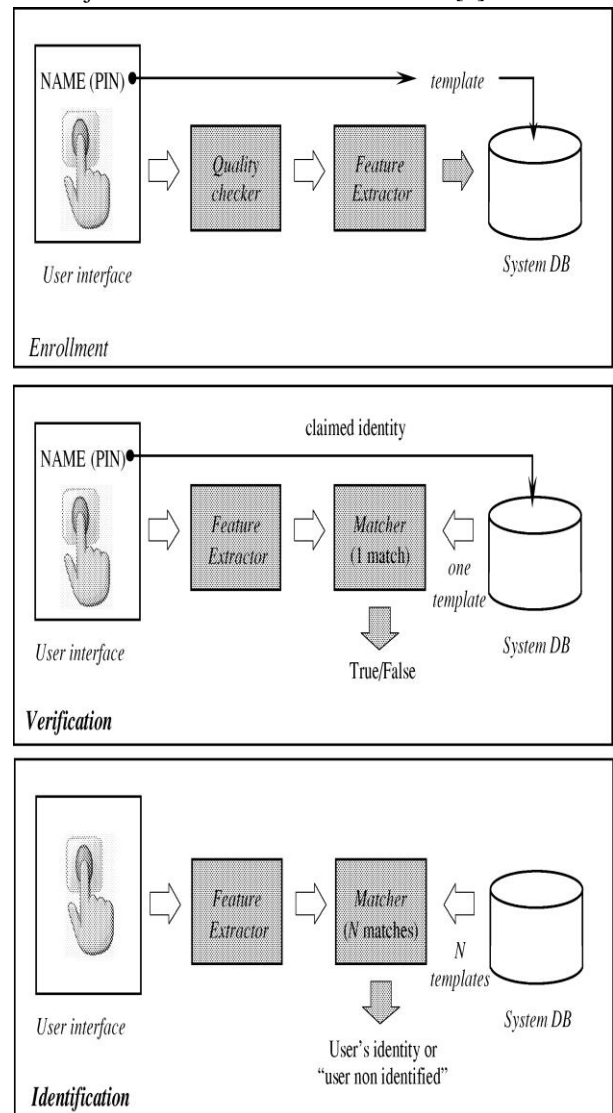 NAME (PIN)
template
Quality
checker
Feature
Extractor
User interface
System DB
Enrollment
claimed identity
NAME (PIN)
Feature
Extractor
Matcher
(1 match)
one
template
User interface
True/False
System DB
Verification
Feature
Extractor
Matcher
(N matches)
N
templates
User interface
System DB
User's identity or
“user non identified”
Identification